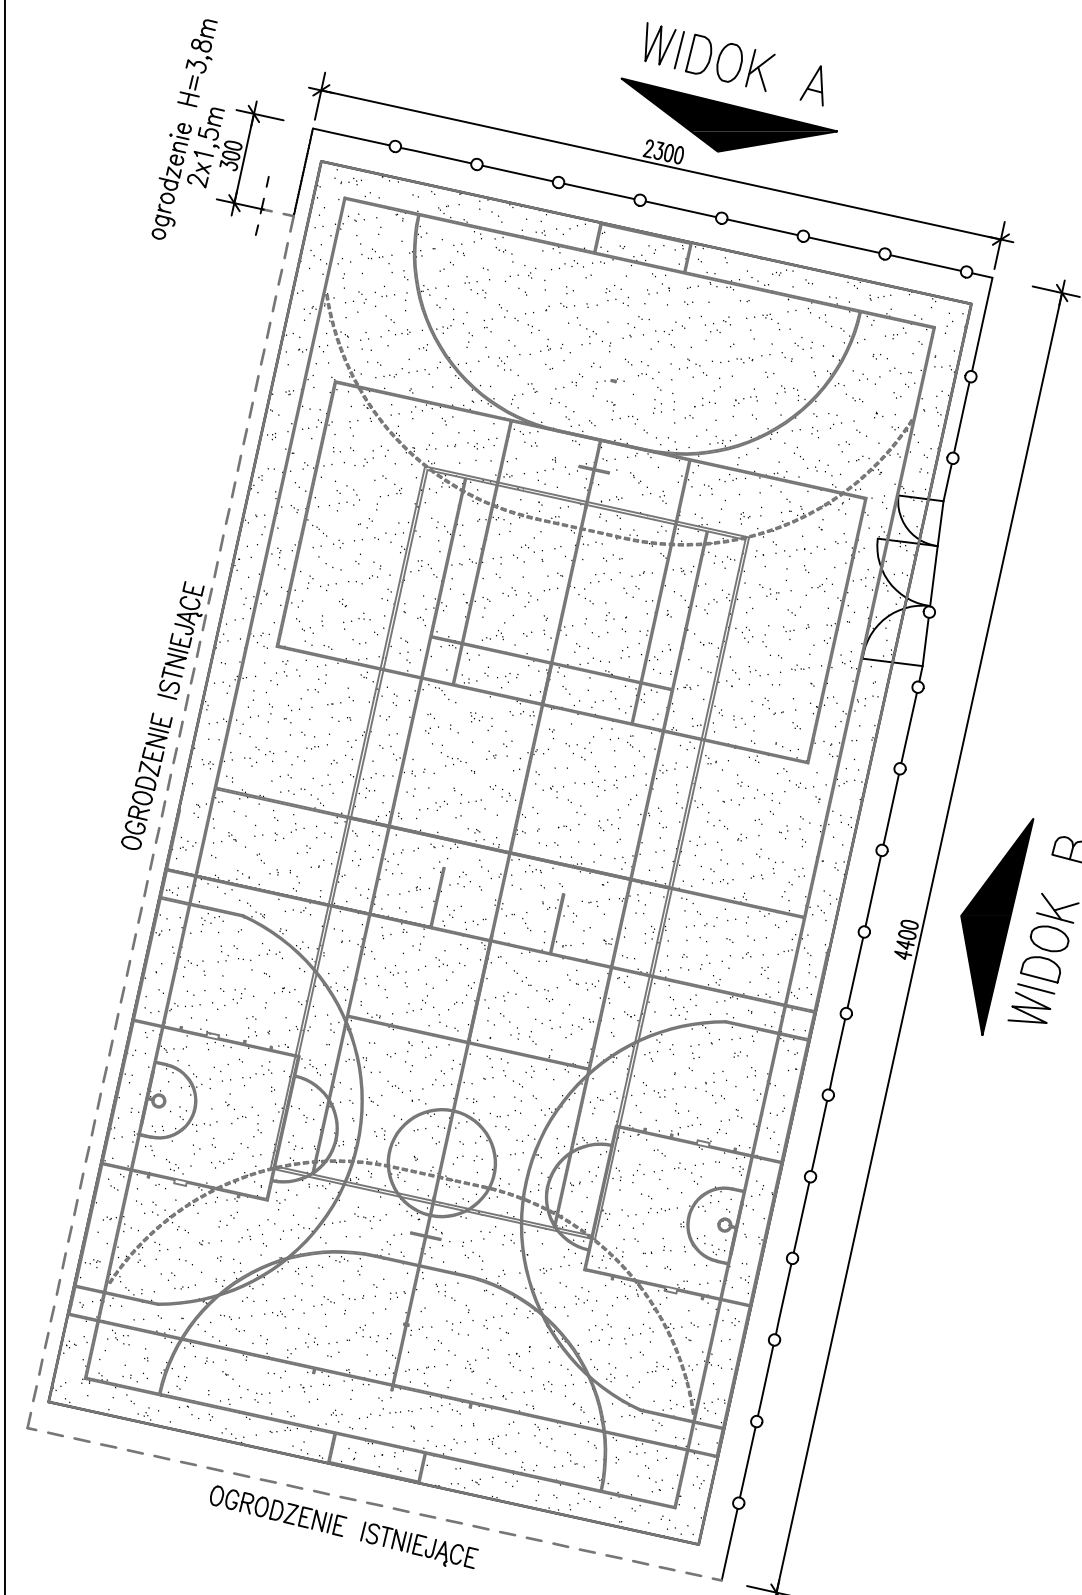 WIDOK A
ogrodzenie H=3,8m
2x1,5m
300
2300
OGRODZENIE ISTNIEJĄCE
4400
WIDOK B
OGRODZENIE ISTNIEJĄCE